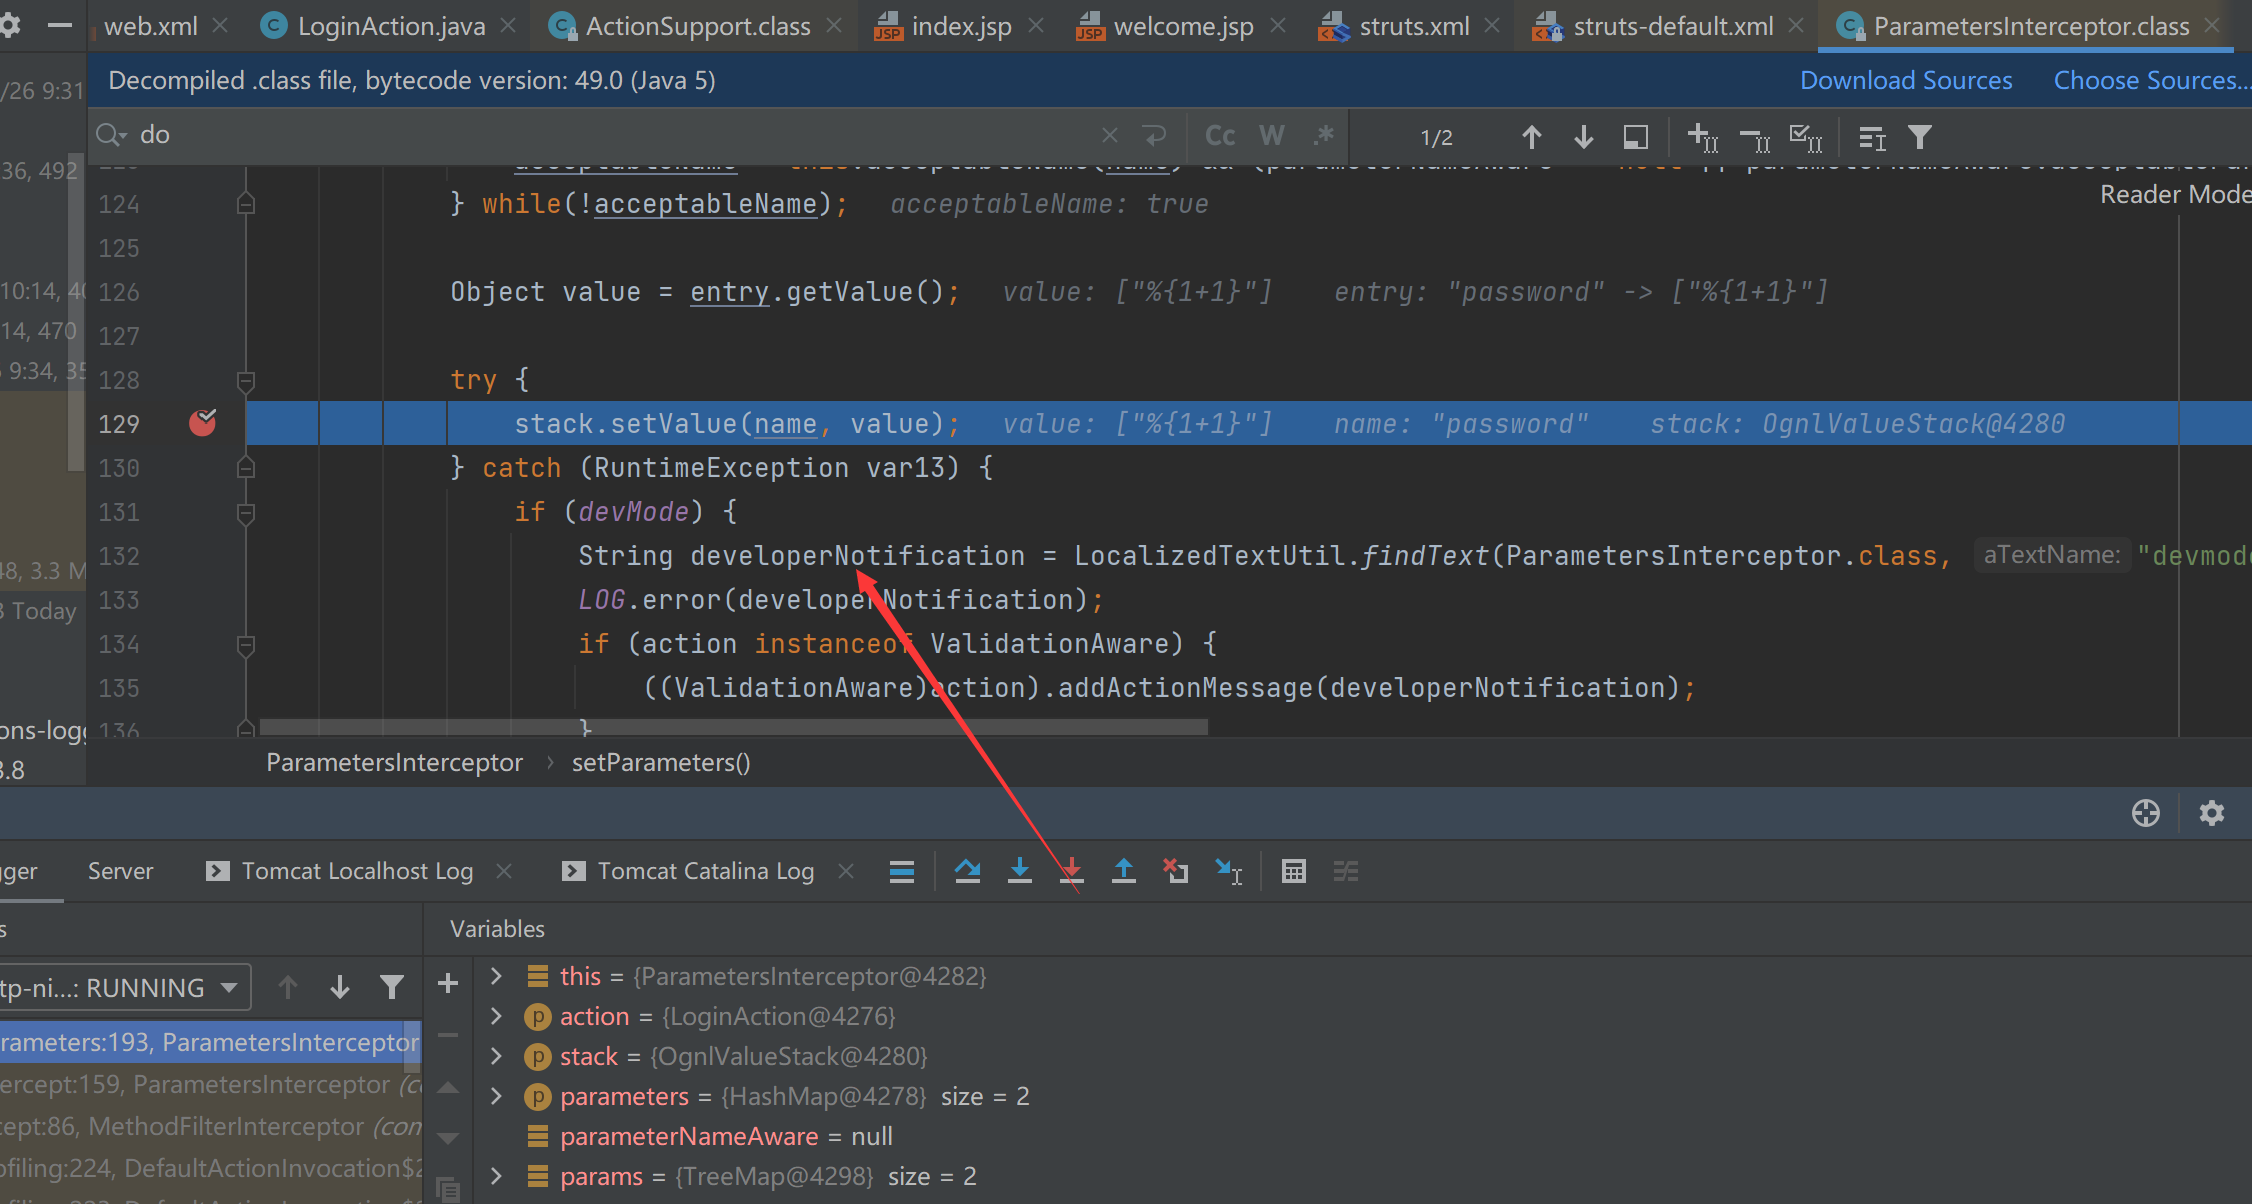 web.xml LoginAction.java ActionSupport.class index.jsp welcome.jsp struts.xml struts-default.xml ParametersInterceptor.class
Decompiled .class file, bytecode version: 49.0 (Java 5) Download Sources Choose Sources...
/26 9:31
do Cc W .* 1/2
36, 492
Reader Mode
124 } while(!acceptableName); acceptableName: true
125
10:14, 40
126 Object value = entry.getValue(); value: ["%{1+1}"] entry: "password" -> ["%{1+1}"]
14, 470
127
9:34, 35
128 try {
129 stack.setValue(name, value); value: ["%{1+1}"] name: "password" stack: OgnlValueStack@4280
130 } catch (RuntimeException var13) {
131 if (devMode) {
132 String developerNotification = LocalizedTextUtil.findText(ParametersInterceptor.class, aTextName: "devmode
48, 3.3 M
133 LOG.error(developerNotification);
Today
134 if (action instanceof ValidationAware) {
135 ((ValidationAware)action).addActionMessage(developerNotification);
136 }
ons-logg
3.8
ParametersInterceptor › setParameters()
gger Server Tomcat Localhost Log Tomcat Catalina Log
s Variables
tp-ni...: RUNNING
this = {ParametersInterceptor@4282}
action = {LoginAction@4276}
rameters:193, ParametersInterceptor
stack = {OgnlValueStack@4280}
ercept:159, ParametersInterceptor (co
parameters = {HashMap@4278} size = 2
cept:86, MethodFilterInterceptor (com
parameterNameAware = null
ofiling:224, DefaultActionInvocation$2
params = {TreeMap@4298} size = 2